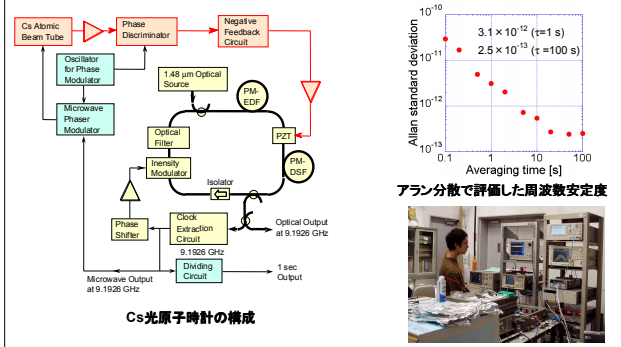 Cs Atomic
Beam Tube
Phase
Discriminator
Negative
Feedback
Circuit
Oscillator
for Phase
Modulator
1.48 μm Optical
Source
PM-
EDF
Microwave
Phaser
Modulator
Optical
Filter
PZT
Inensity
Modulator
PM-
DSF
Isolator
Phase
Shifter
Clock
Extraction
Circuit
Optical Output
at 9.1926 GHz
9.1926 GHz
Microwave Output
at 9.1926 GHz
Dividing
Circuit
1 sec
Output
Cs光原子時計の構成
Allan standard deviation
10⁻¹⁰
10⁻¹¹
10⁻¹²
10⁻¹³
3.1×10⁻¹² (τ=1 s)
2.5×10⁻¹³ (τ=100 s)
0.1 1 10 100
Averaging time [s]
アラン分散で評価した周波数安定度